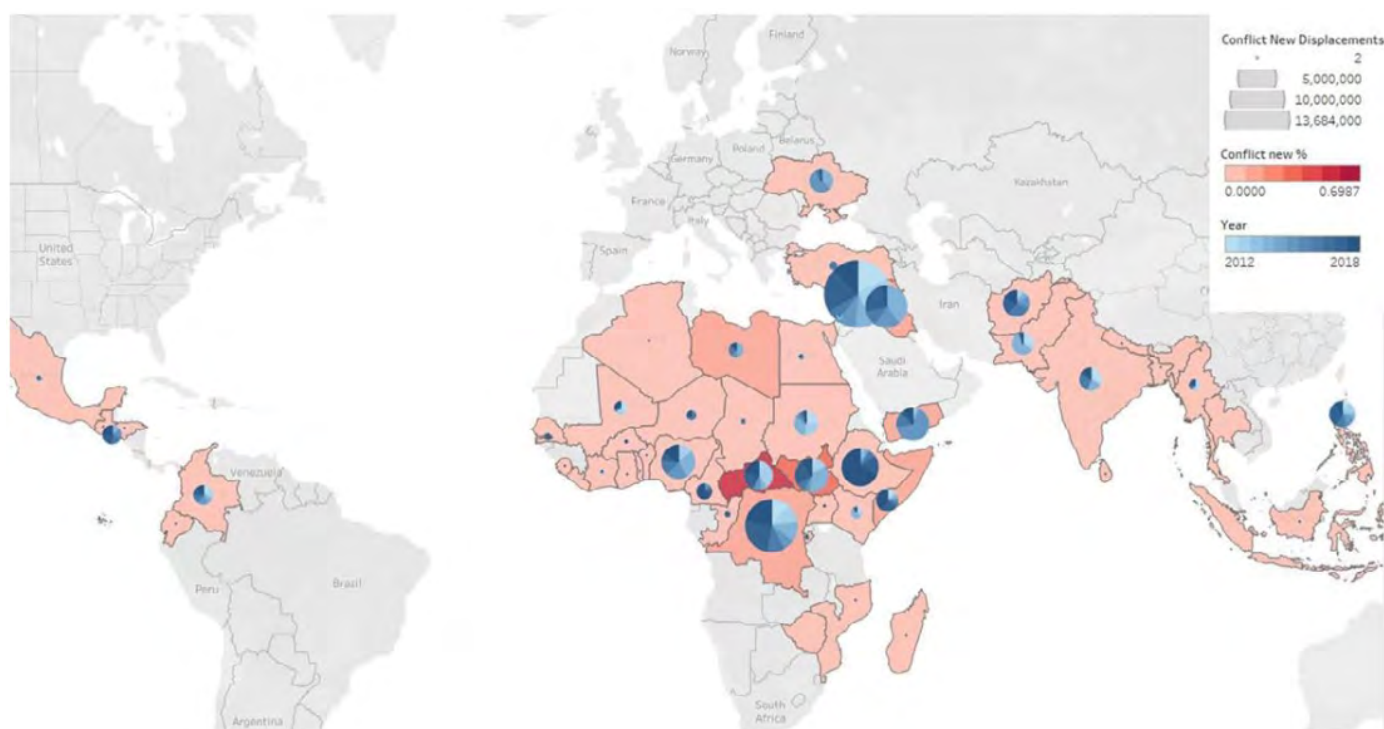 Norway
Finland
Belarus
Poland
Germany
France
Italy
Spain
Kazakhstan
Iran
Saudi
Arabia
United
States
Venezuela
Peru
Brazil
Argentina
South
Africa
Conflict New Displacements
2
5,000,000
10,000,000
13,684,000
Conflict new %
0.0000 0.6987
Year
2012 2018